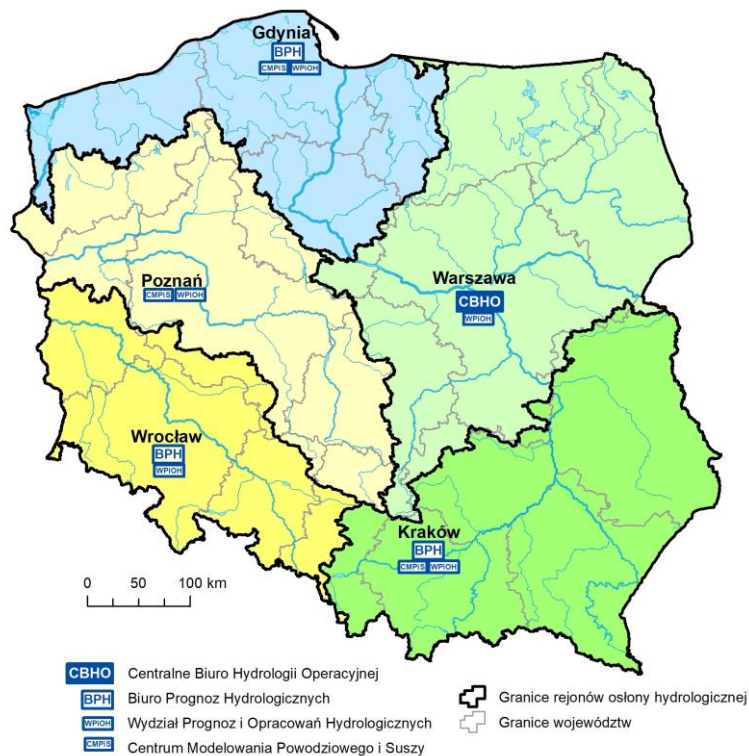 Gdynia
BPH
CMPiS WPiOH
Poznań
CMPiS WPiOH
Warszawa
CBHO
WPiOH
Wrocław
BPH
WPiOH
Kraków
BPH
CMPiS WPiOH
0 50 100 km
CBHO Centralne Biuro Hydrologii Operacyjnej
BPH Biuro Prognoz Hydrologicznych
WPiOH Wydział Prognoz i Opracowań Hydrologicznych
CMPiS Centrum Modelowania Powodziowego i Suszy
Granice rejonów osłony hydrologicznej
Granice województw